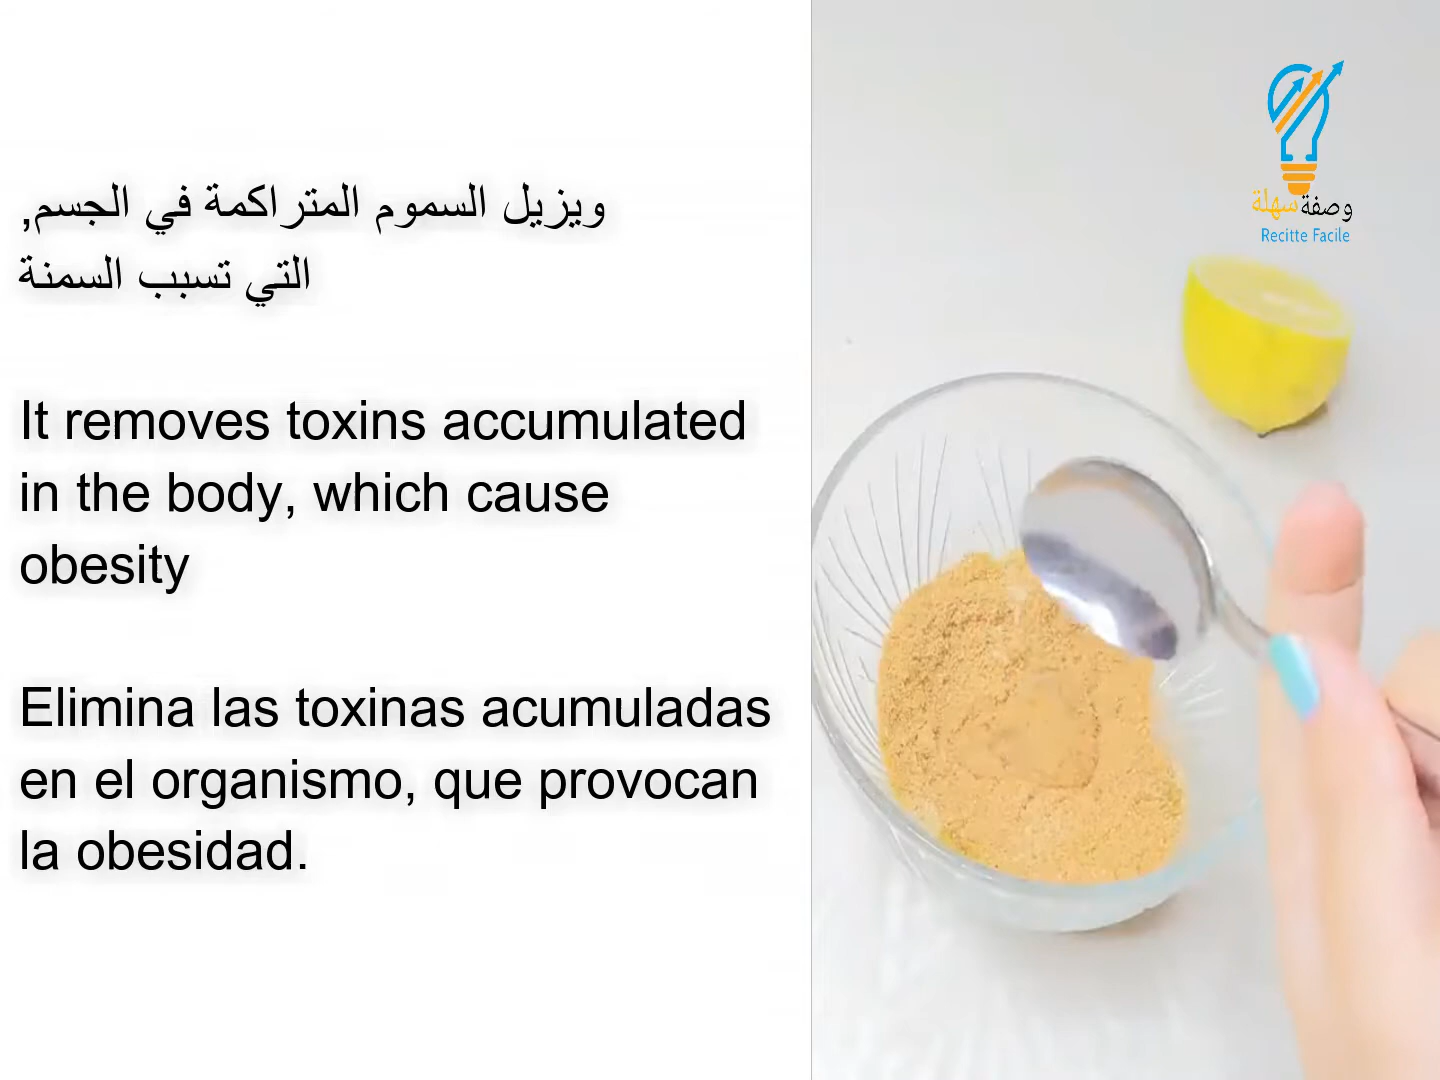 ويزيل السموم المتراكمة في الجسم,
التي تسبب السمنة
It removes toxins accumulated
in the body, which cause
obesity
Elimina las toxinas acumuladas
en el organismo, que provocan
la obesidad.
وصفة سهلة
Recitte Facile